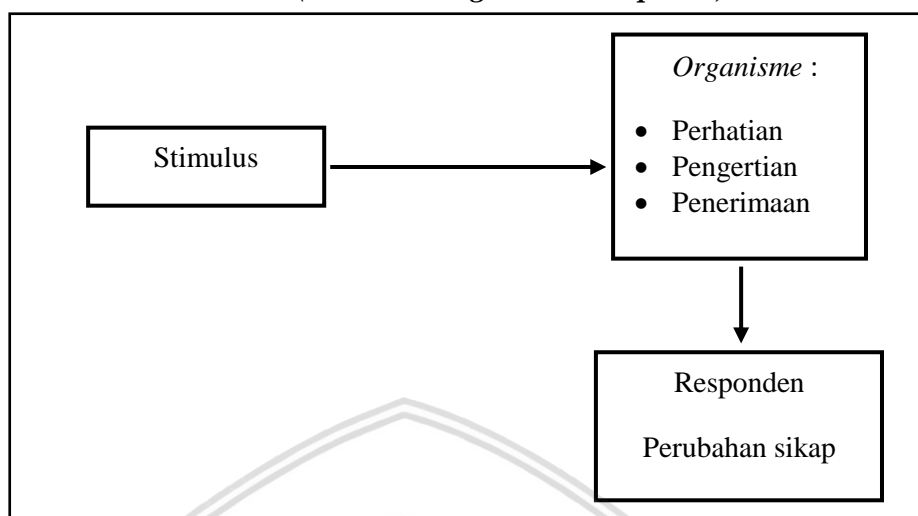 Stimulus
Organisme :
• Perhatian
• Pengertian
• Penerimaan
Responden
Perubahan sikap